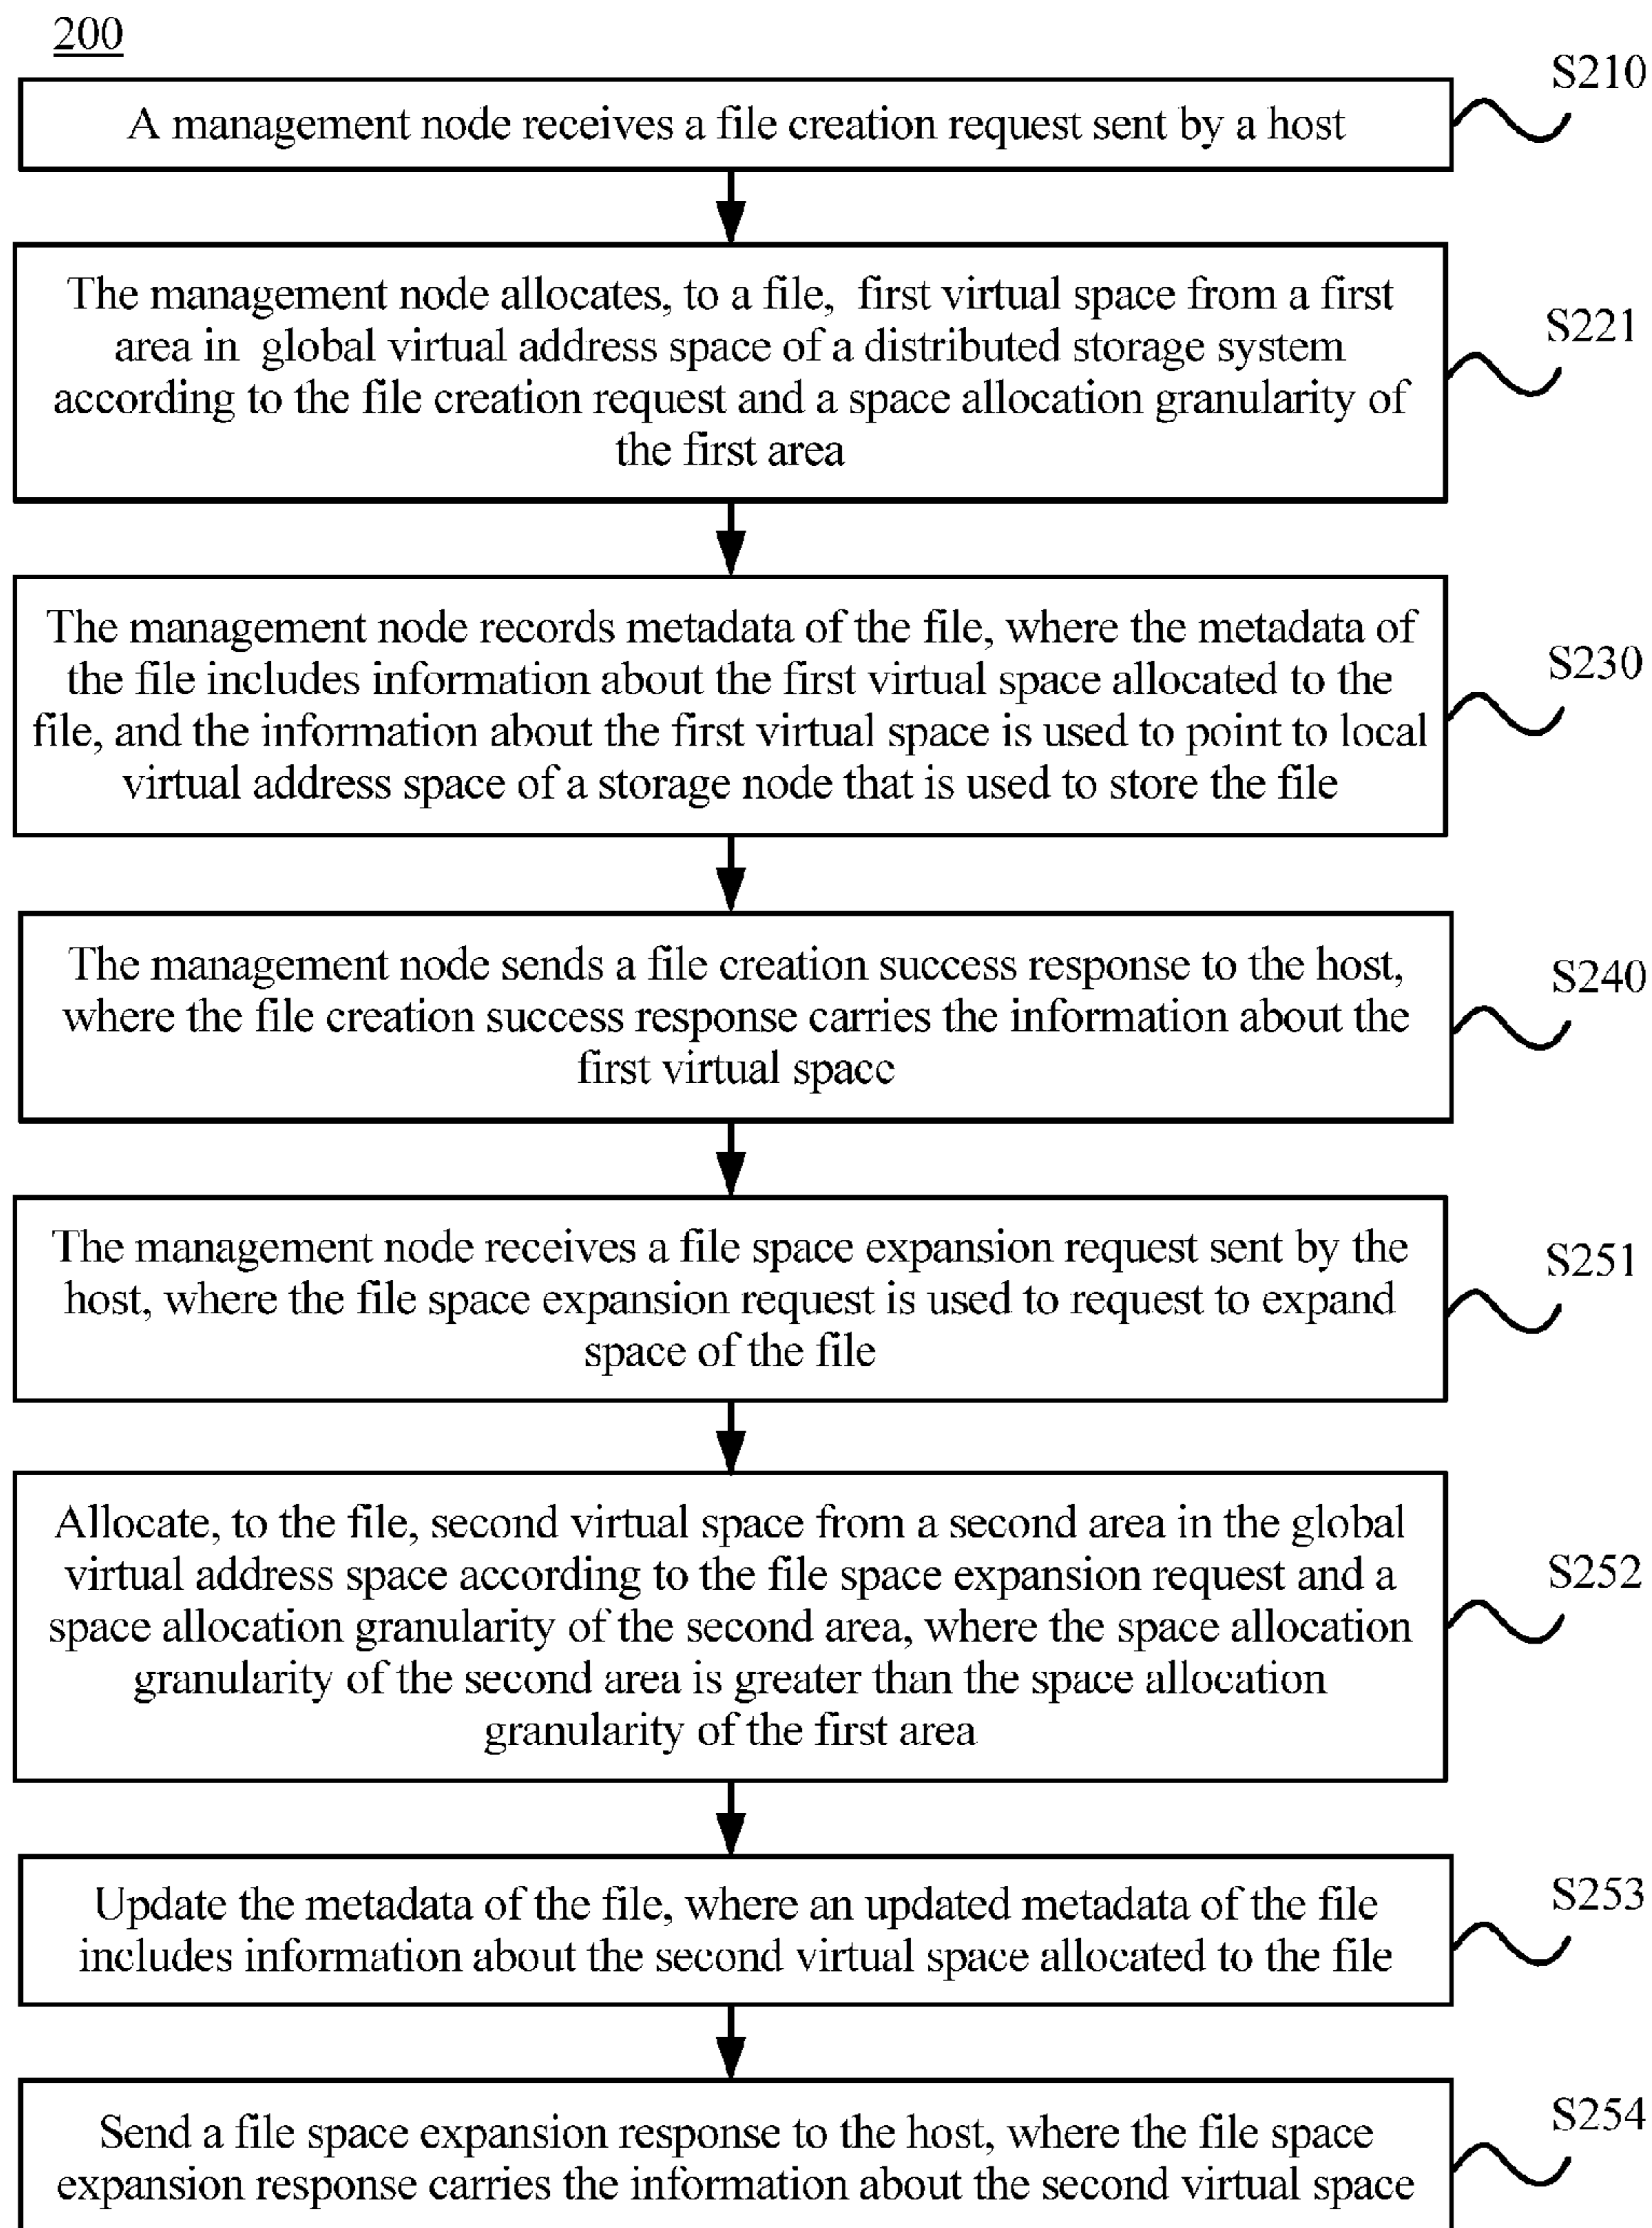 200
S210
A management node receives a file creation request sent by a host
The management node allocates, to a file, first virtual space from a first
area in global virtual address space of a distributed storage system
according to the file creation request and a space allocation granularity of
the first area
S221
The management node records metadata of the file, where the metadata of
the file includes information about the first virtual space allocated to the
file, and the information about the first virtual space is used to point to local
virtual address space of a storage node that is used to store the file
S230
The management node sends a file creation success response to the host,
where the file creation success response carries the information about the
first virtual space
S240
The management node receives a file space expansion request sent by the
host, where the file space expansion request is used to request to expand
space of the file
S251
Allocate, to the file, second virtual space from a second area in the global
virtual address space according to the file space expansion request and a
space allocation granularity of the second area, where the space allocation
granularity of the second area is greater than the space allocation
granularity of the first area
S252
Update the metadata of the file, where an updated metadata of the file
includes information about the second virtual space allocated to the file
S253
Send a file space expansion response to the host, where the file space
expansion response carries the information about the second virtual space
S254